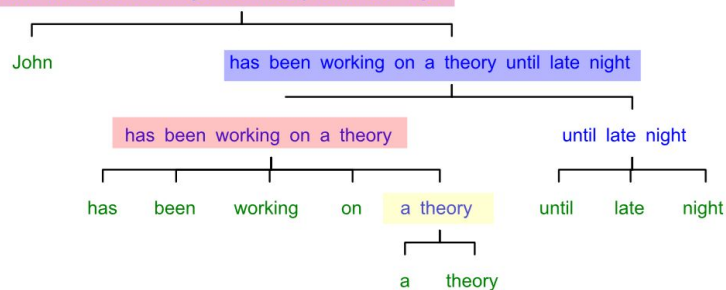 John
has been working on a theory until late night
has been working on a theory
until late night
has been working on a theory until late night
a theory